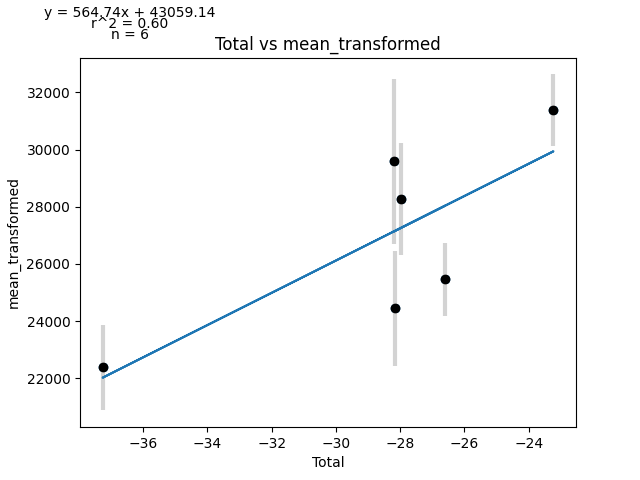 y = 564.74x + 43059.14
r^2 = 0.60
n = 6
Total vs mean_transformed
32000
30000
28000
26000
24000
22000
mean_transformed
−36
−34
−32
−30
−28
−26
−24
Total